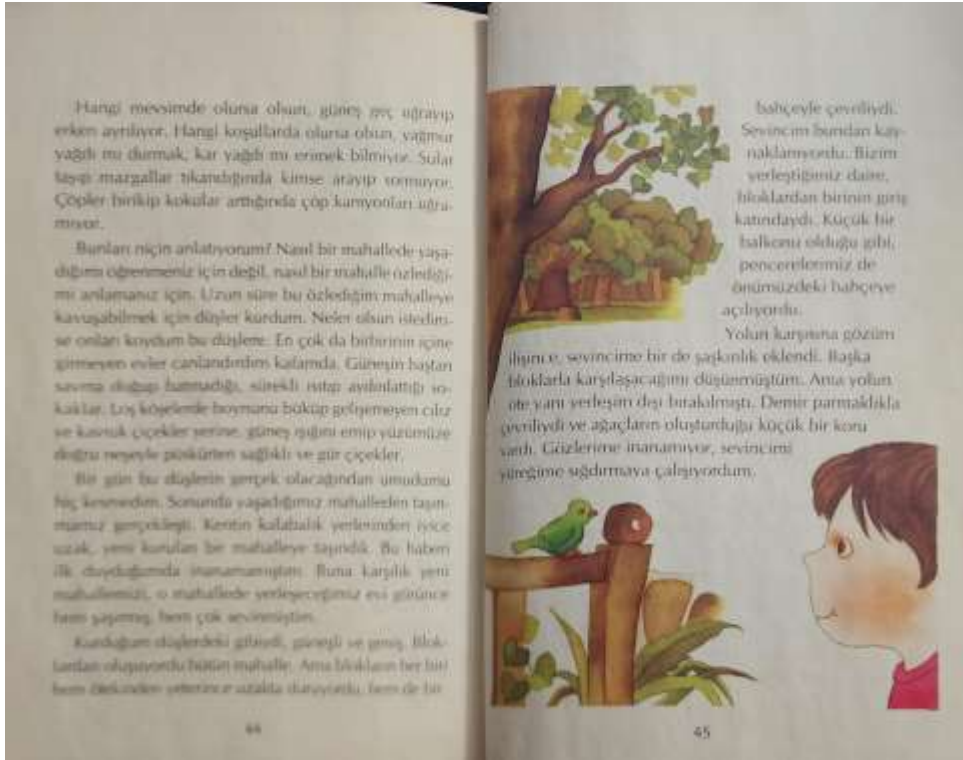 Hangi mevsimde olursa olsun, güneş geç uğrayıp
erken ayrılıyor. Hangi koşullarda olursa olsun, yağmur
yağdı mı durmak, kar yağdı mı erimek bilmiyor. Sular
taşıp mazgallar tıkandığında kimse arayıp sormuyor.
Çöpler birikip kokular arttığında çöp kamyonları uğra-
mıyor.
Bunları niçin anlatıyorum? Nasıl bir mahallede yaşa-
dığımı öğrenmeniz için değil, nasıl bir mahalle özlediği-
mi anlamanız için. Uzun süre bu özlediğim mahalleye
kavuşabilmek için düşler kurdum. Neler olsun istedim-
se onları koydum bu düşlere. En çok da birbirinin içine
girmeyen evler canlandırdım kafamda. Güneşin baştan
savma doğup batmadığı, sürekli ısıtıp aydınlattığı so-
kaklar. Loş köşelerde boynunu büküp gelişemeyen cılız
ve kavruk çiçekler yerine, güneş ışığını emip yüzümüze
doğru neşeyle püskürten sağlıklı ve gür çiçekler.
Bir gün bu düşlerin gerçek olacağından umudumu
hiç kesmedim. Sonunda yaşadığımız mahalleden taşın-
mamız gerçekleşti. Kentin kalabalık yerlerinden iyice
uzak, yeni kurulan bir mahalleye taşındık. Bu haberi
ilk duyduğumda inanamamıştım. Buna karşılık yeni
mahallemizi, o mahallede yerleşeceğimiz evi görünce
hem şaşırmış, hem çok sevinmiştim.
Kurduğum düşlerdeki gibiydi, güneşli ve geniş. Blok-
lardan oluşuyordu bütün mahalle. Ama blokların her biri
hem ötekinden yeterince uzakta duruyordu, hem de bir
44
bahçeyle çevriliydi.
Sevincim bundan kay-
naklanıyordu. Bizim
yerleştiğimiz daire,
bloklardan birinin giriş
katındaydı. Küçük bir
balkonu olduğu gibi,
pencerelerimiz de
önümüzdeki bahçeye
açılıyordu.
Yolun karşısına gözüm
ilişince, sevincime bir de şaşkınlık eklendi. Başka
bloklarla karşılaşacağımı düşünmüştüm. Ama yolun
öte yanı yerleşim dışı bırakılmıştı. Demir parmaklıkla
çevriliydi ve ağaçların oluşturduğu küçük bir koru
vardı. Gözlerime inanamıyor, sevincimi
yüreğime sığdırmaya çalışıyordum.
45